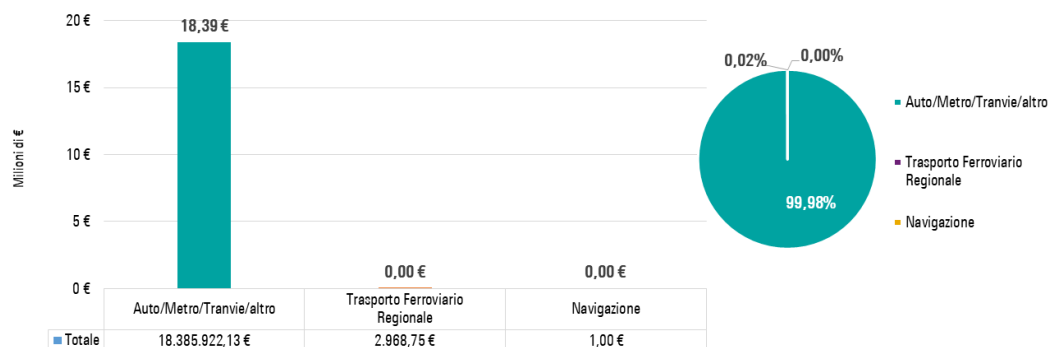 Milioni di €
20 €
15 €
10 €
5 €
0 €
18,39 €
0,00 €
0,00 €
Auto/Metro/Tranvie/altro
Trasporto Ferroviario
Regionale
Navigazione
Totale
18.385.922,13 €
2.968,75 €
1,00 €
0,02%
0,00%
99,98%
Auto/Metro/Tranvie/altro
Trasporto Ferroviario
Regionale
Navigazione